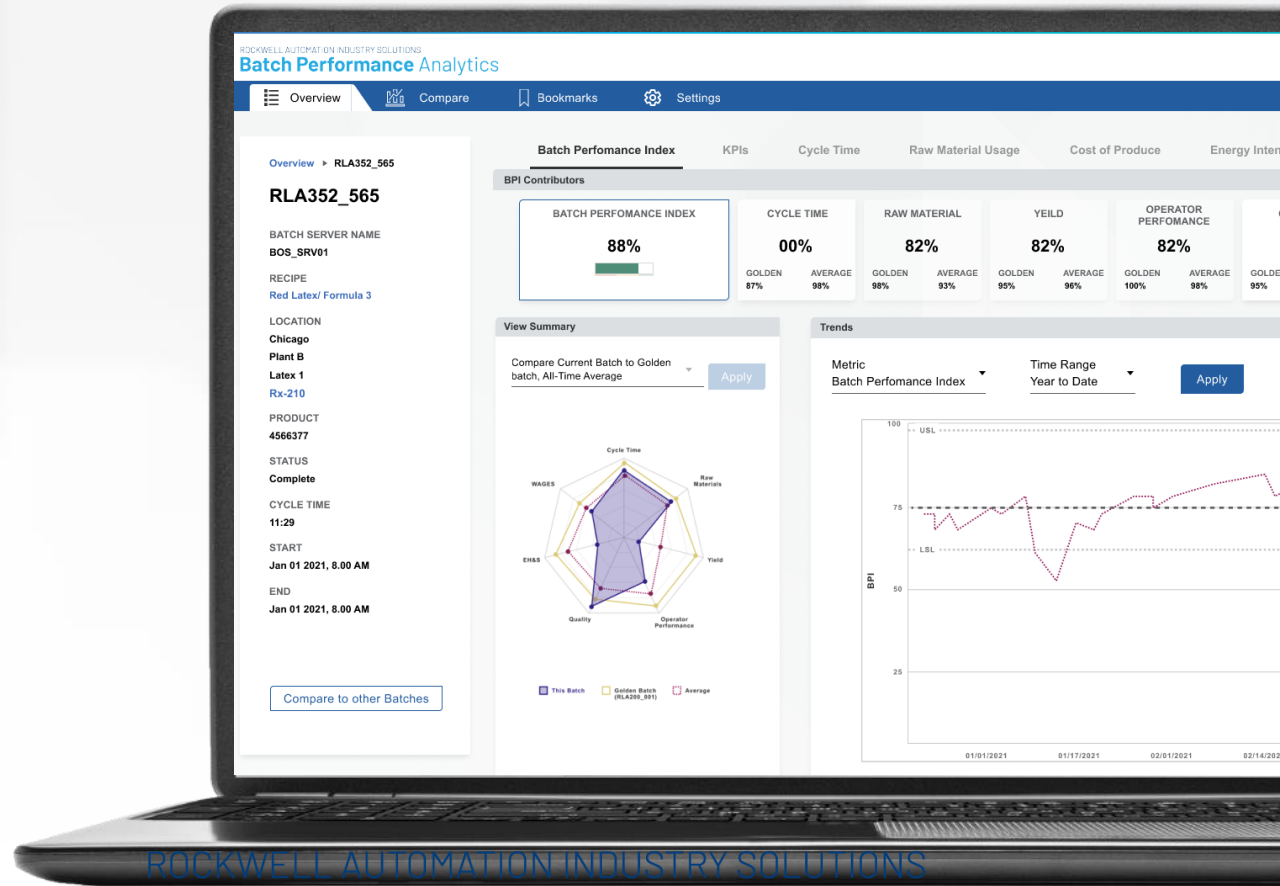 ROCKWELL AUTOMATION INDUSTRY SOLUTIONS
Batch Performance Analytics
Overview
Compare
Bookmarks
Settings
Overview ▸ RLA352_565
RLA352_565
BATCH SERVER NAME
BOS_SRV01
RECIPE
Red Latex/ Formula 3
LOCATION
Chicago
Plant B
Latex 1
Rx-210
PRODUCT
4566377
STATUS
Complete
CYCLE TIME
11:29
START
Jan 01 2021, 8.00 AM
END
Jan 01 2021, 8.00 AM
Compare to other Batches
Batch Perfomance Index
KPIs
Cycle Time
Raw Material Usage
Cost of Produce
Energy Inten
BPI Contributors
BATCH PERFOMANCE INDEX
88%
CYCLE TIME
00%
GOLDEN AVERAGE
87% 98%
RAW MATERIAL
82%
GOLDEN AVERAGE
98% 93%
YEILD
82%
GOLDEN AVERAGE
95% 96%
OPERATOR
PERFOMANCE
82%
GOLDEN AVERAGE
100% 98%
GOLDE
95%
View Summary
Compare Current Batch to Golden
batch, All-Time Average
Apply
Cycle Time
Raw
Materials
Yield
Operator
Performance
Quality
EH&S
WAGES
This Batch
Golden Batch
(RLA200_001)
Average
Trends
Metric
Batch Perfomance Index
Time Range
Year to Date
Apply
100
USL
75
LSL
BPI
50
25
01/01/2021
01/17/2021
02/01/2021
02/14/202
ROCKWELL AUTOMATION INDUSTRY SOLUTIONS